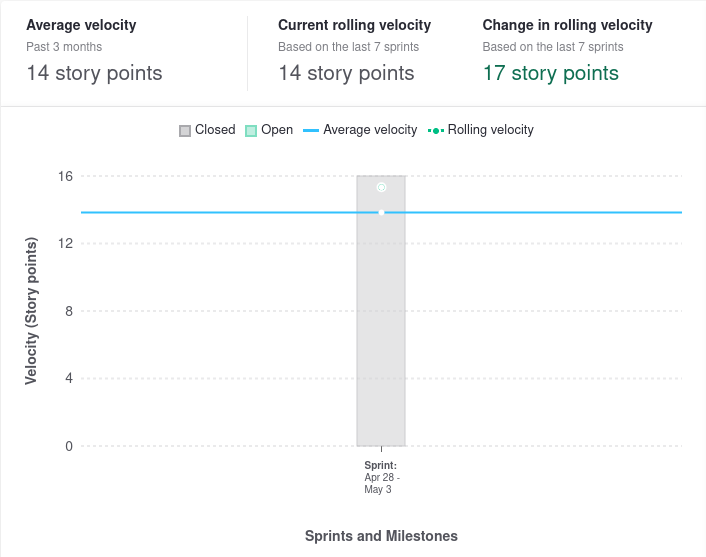 Average velocity
Past 3 months
14 story points
Current rolling velocity
Based on the last 7 sprints
14 story points
Change in rolling velocity
Based on the last 7 sprints
17 story points
Closed Open Average velocity Rolling velocity
Velocity (Story points)
16
12
8
4
0
Sprint:
Apr 28 -
May 3
Sprints and Milestones